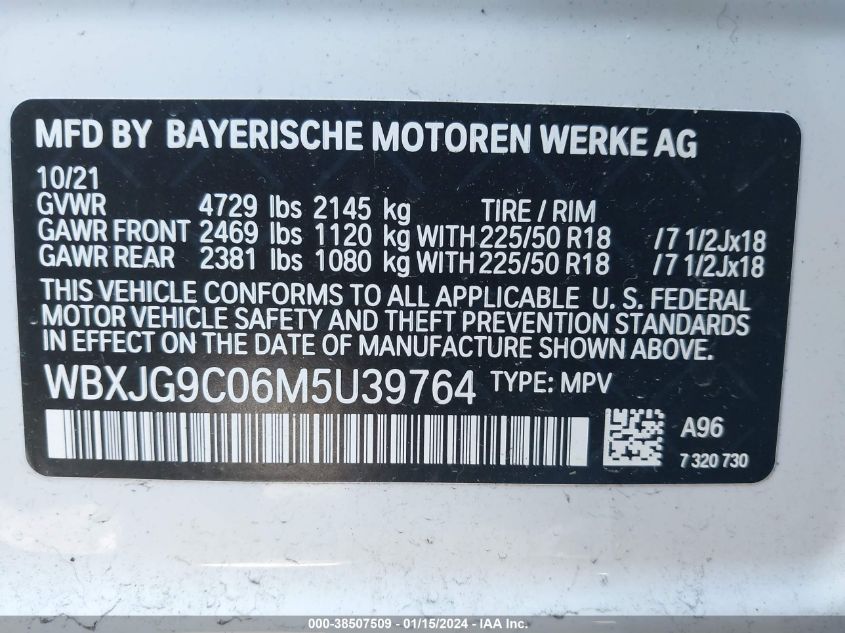 MFD BY BAYERISCHE MOTOREN WERKE AG
10/21
GVWR 4729 lbs 2145 kg TIRE / RIM
GAWR FRONT 2469 lbs 1120 kg WITH 225/50 R18 /7 1/2Jx18
GAWR REAR 2381 lbs 1080 kg WITH 225/50 R18 /7 1/2Jx18
THIS VEHICLE CONFORMS TO ALL APPLICABLE U. S. FEDERAL
MOTOR VEHICLE SAFETY AND THEFT PREVENTION STANDARDS
IN EFFECT ON THE DATE OF MANUFACTURE SHOWN ABOVE.
WBXJG9C06M5U39764 TYPE: MPV
A96
7 320 730
000-38507509 - 01/15/2024 - IAA Inc.